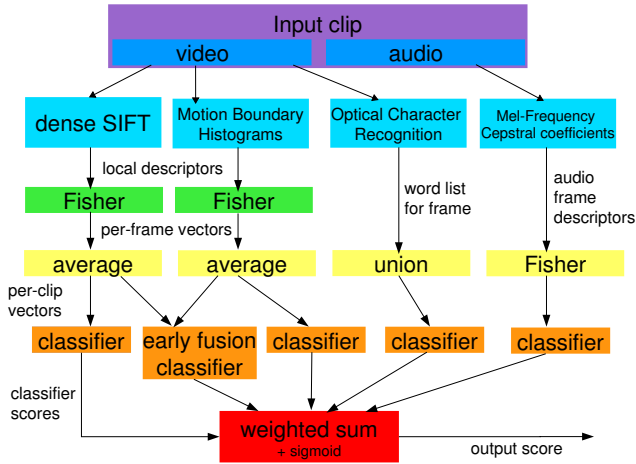 Input clip
video
audio
dense SIFT
Motion Boundary
Histograms
Optical Character
Recognition
Mel-Frequency
Cepstral coefficients
local descriptors
word list
for frame
audio
frame
descriptors
Fisher
Fisher
per-frame vectors
average
average
union
Fisher
per-clip
vectors
classifier
early fusion
classifier
classifier
classifier
classifier
classifier
scores
weighted sum
+ sigmoid
output score